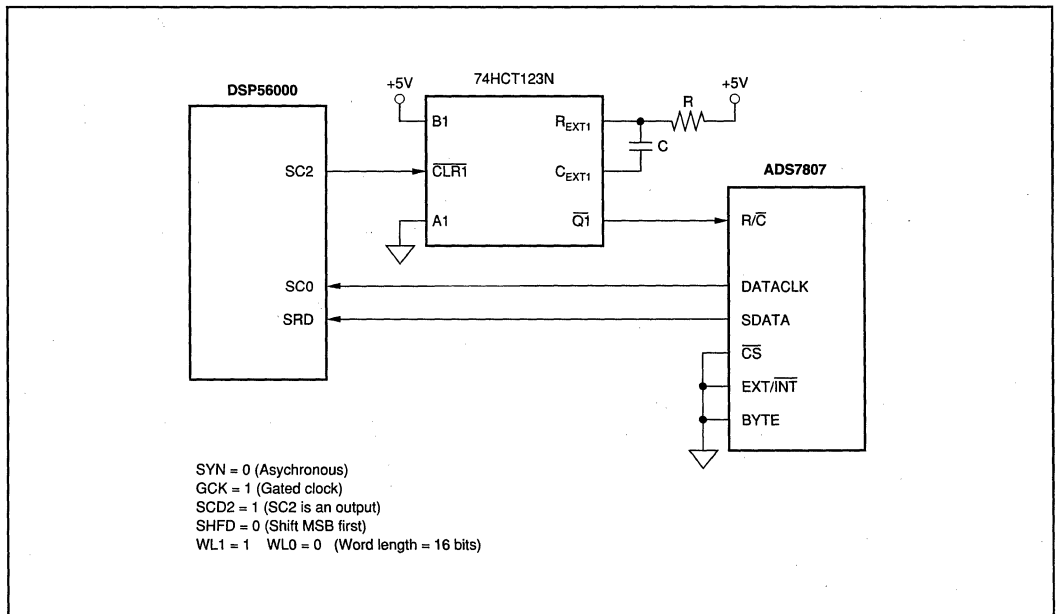 DSP56000
SC2
SC0
SRD
+5V
74HCT123N
B1
CLR1
A1
R_EXT1
C_EXT1
Q1
R
+5V
C
ADS7807
R/C
DATACLK
SDATA
CS
EXT/INT
BYTE
SYN = 0 (Asychronous)
GCK = 1 (Gated clock)
SCD2 = 1 (SC2 is an output)
SHFD = 0 (Shift MSB first)
WL1 = 1 WL0 = 0 (Word length = 16 bits)